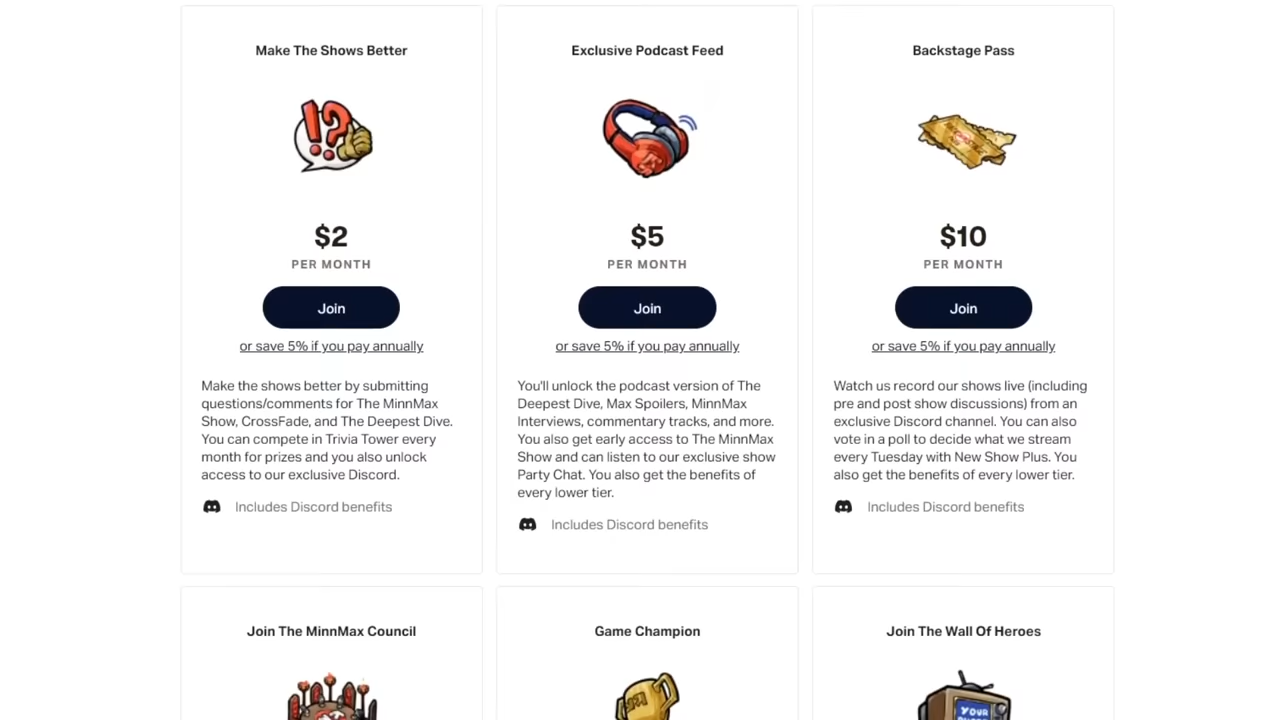 Make The Shows Better
Exclusive Podcast Feed
Backstage Pass
$2
PER MONTH
Join
or save 5% if you pay annually
$5
PER MONTH
Join
or save 5% if you pay annually
$10
PER MONTH
Join
or save 5% if you pay annually
Make the shows better by submitting
questions/comments for The MinnMax
Show, CrossFade, and The Deepest Dive.
You can compete in Trivia Tower every
month for prizes and you also unlock
access to our exclusive Discord.
Includes Discord benefits
You'll unlock the podcast version of The
Deepest Dive, Max Spoilers, MinnMax
Interviews, commentary tracks, and more.
You also get early access to The MinnMax
Show and can listen to our exclusive show
Party Chat. You also get the benefits of
every lower tier.
Includes Discord benefits
Watch us record our shows live (including
pre and post show discussions) from an
exclusive Discord channel. You can also
vote in a poll to decide what we stream
every Tuesday with New Show Plus. You
also get the benefits of every lower tier.
Includes Discord benefits
Join The MinnMax Council
Game Champion
Join The Wall Of Heroes
YOUR